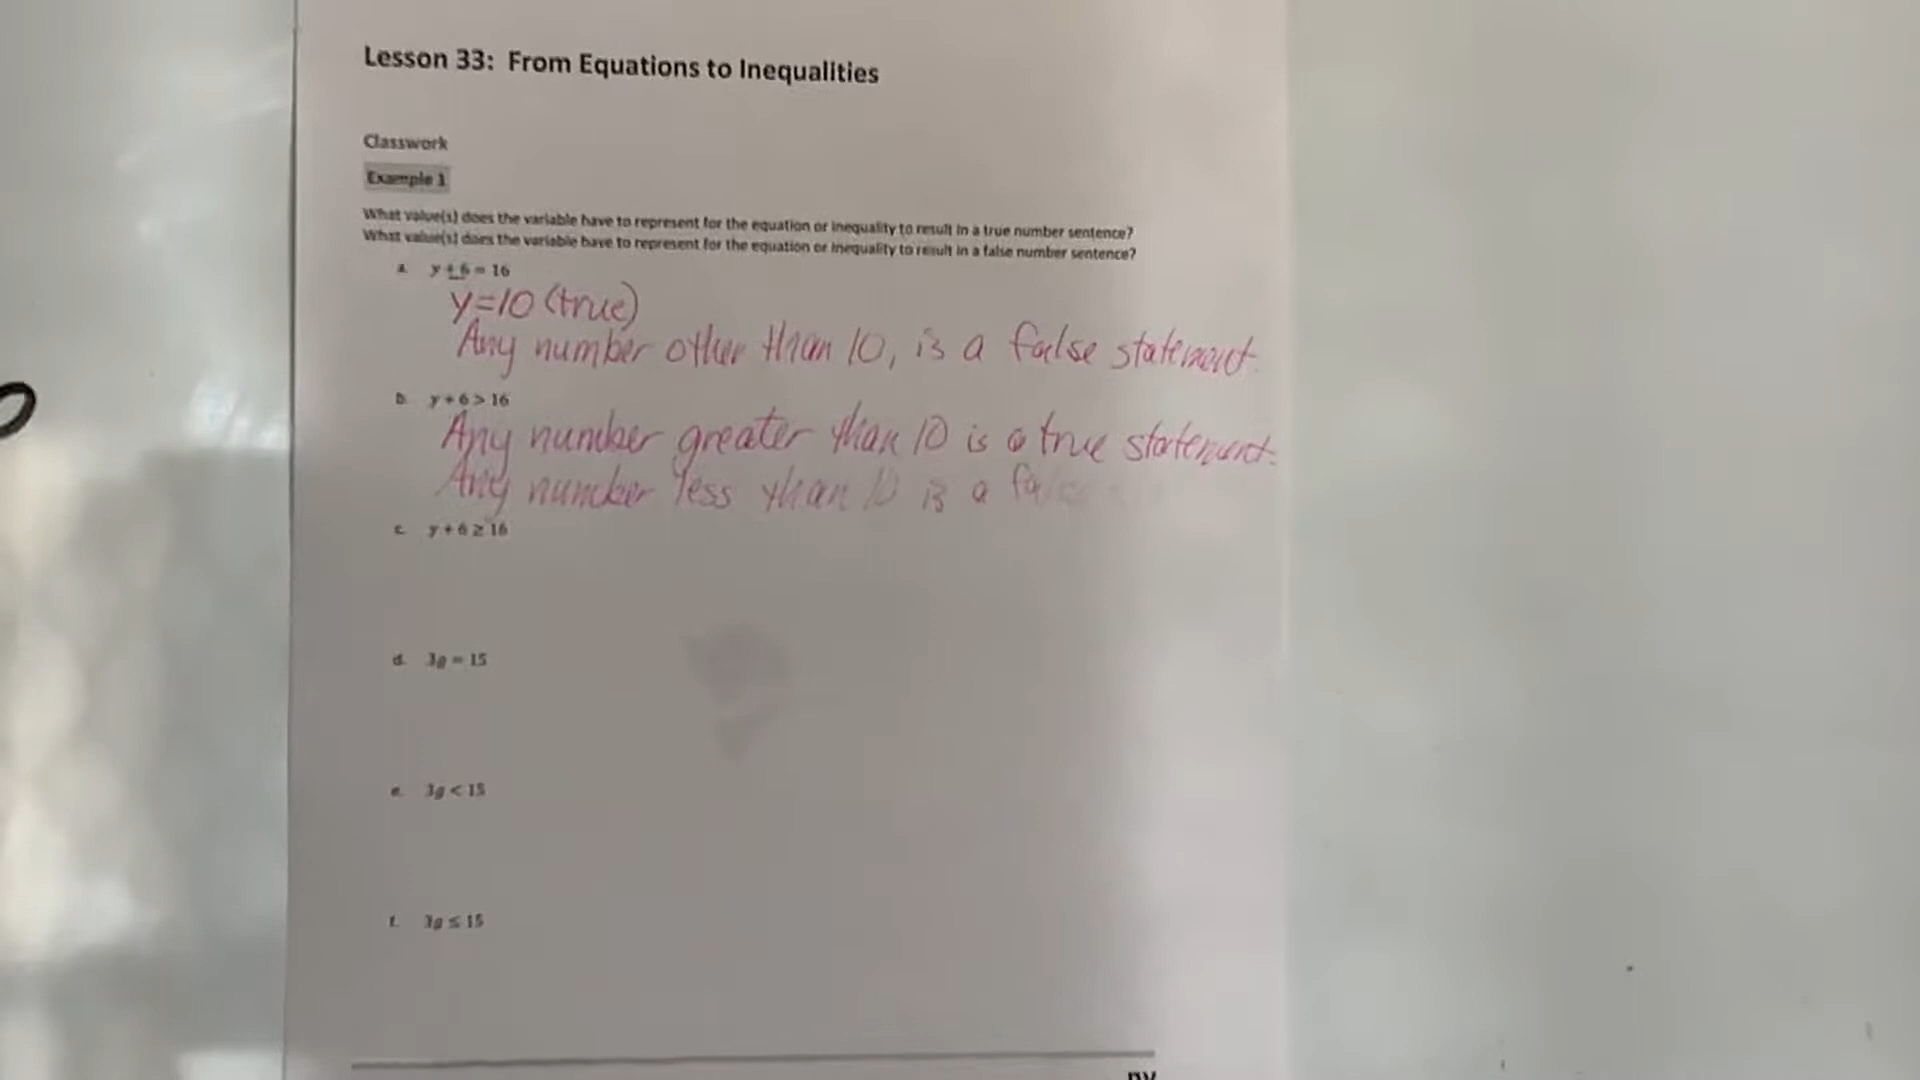 Lesson 33: From Equations to Inequalities
Classwork
Example 1
What value(s) does the variable have to represent for the equation or inequality to result in a true number sentence?
What value(s) does the variable have to represent for the equation or inequality to result in a false number sentence?
a. y + 6 = 16
y=10 (true)
Any number other than 10, is a false statement.
b. y + 6 > 16
Any number greater than 10 is a true statement.
Any number less than 10 is a
c. y + 6 ≥ 16
d. 3g = 15
e. 3g < 15
f. 3g ≤ 15